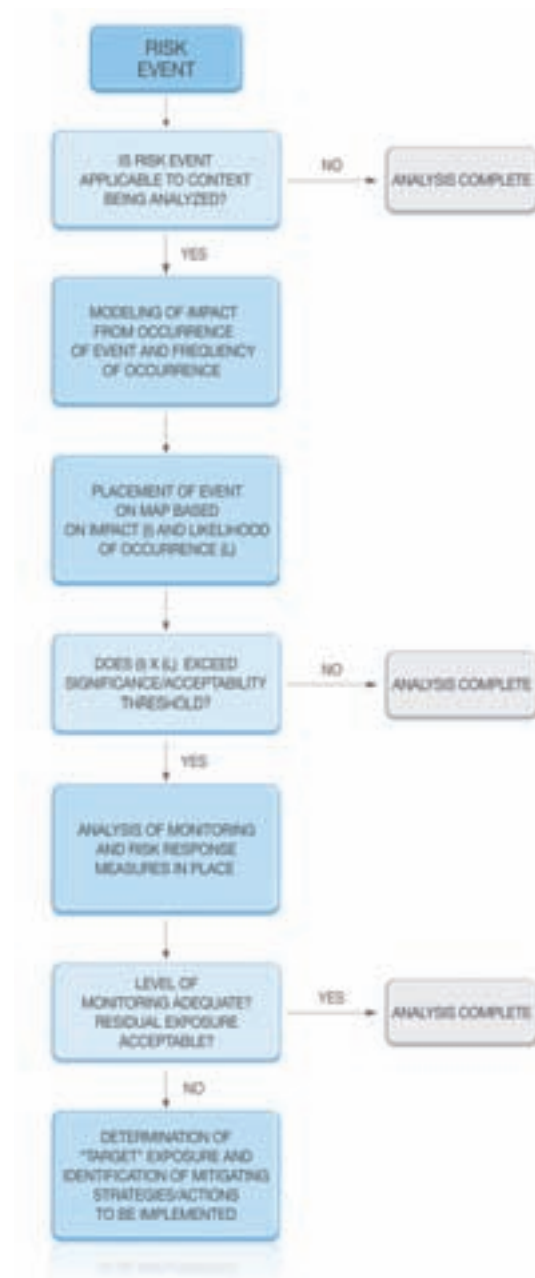 RISK
EVENT
IS RISK EVENT
APPLICABLE TO CONTEXT
BEING ANALYZED?
NO
ANALYSIS COMPLETE
YES
MODELING OF IMPACT
FROM OCCURRENCE
OF EVENT AND FREQUENCY
OF OCCURRENCE
PLACEMENT OF EVENT
ON MAP BASED
ON IMPACT (I) AND LIKELIHOOD
OF OCCURRENCE (L)
DOES (I) X (L) EXCEED
SIGNIFICANCE/ACCEPTABILITY
THRESHOLD?
NO
ANALYSIS COMPLETE
YES
ANALYSIS OF MONITORING
AND RISK RESPONSE
MEASURES IN PLACE
LEVEL OF
MONITORING ADEQUATE?
RESIDUAL EXPOSURE
ACCEPTABLE?
YES
ANALYSIS COMPLETE
NO
DETERMINATION OF
"TARGET" EXPOSURE AND
IDENTIFICATION OF MITIGATING
STRATEGIES/ACTIONS
TO BE IMPLEMENTED